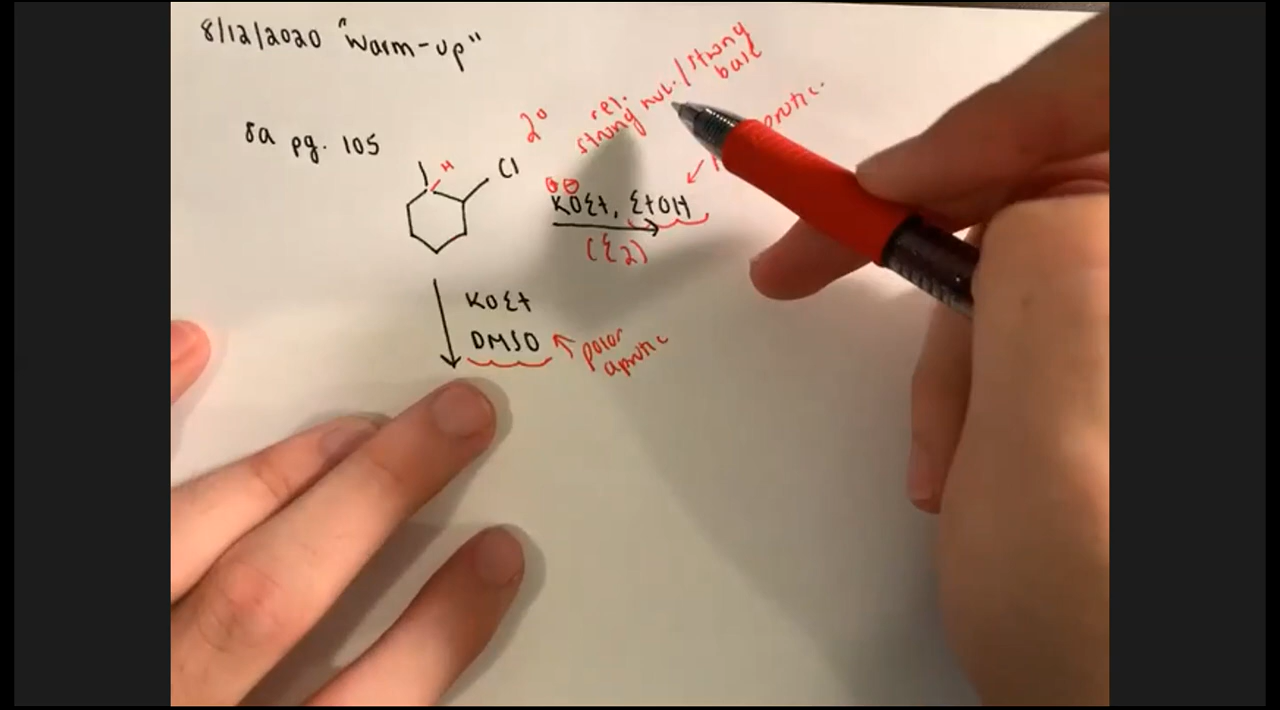 8/12/2020 "Warm-up"
8a pg. 105
H
Cl
2°
rel.
strong nuc./strong
base
protic.
⊕ ⊖
KOEt, EtOH
(E2)
KOEt
DMSO
polar
aprotic